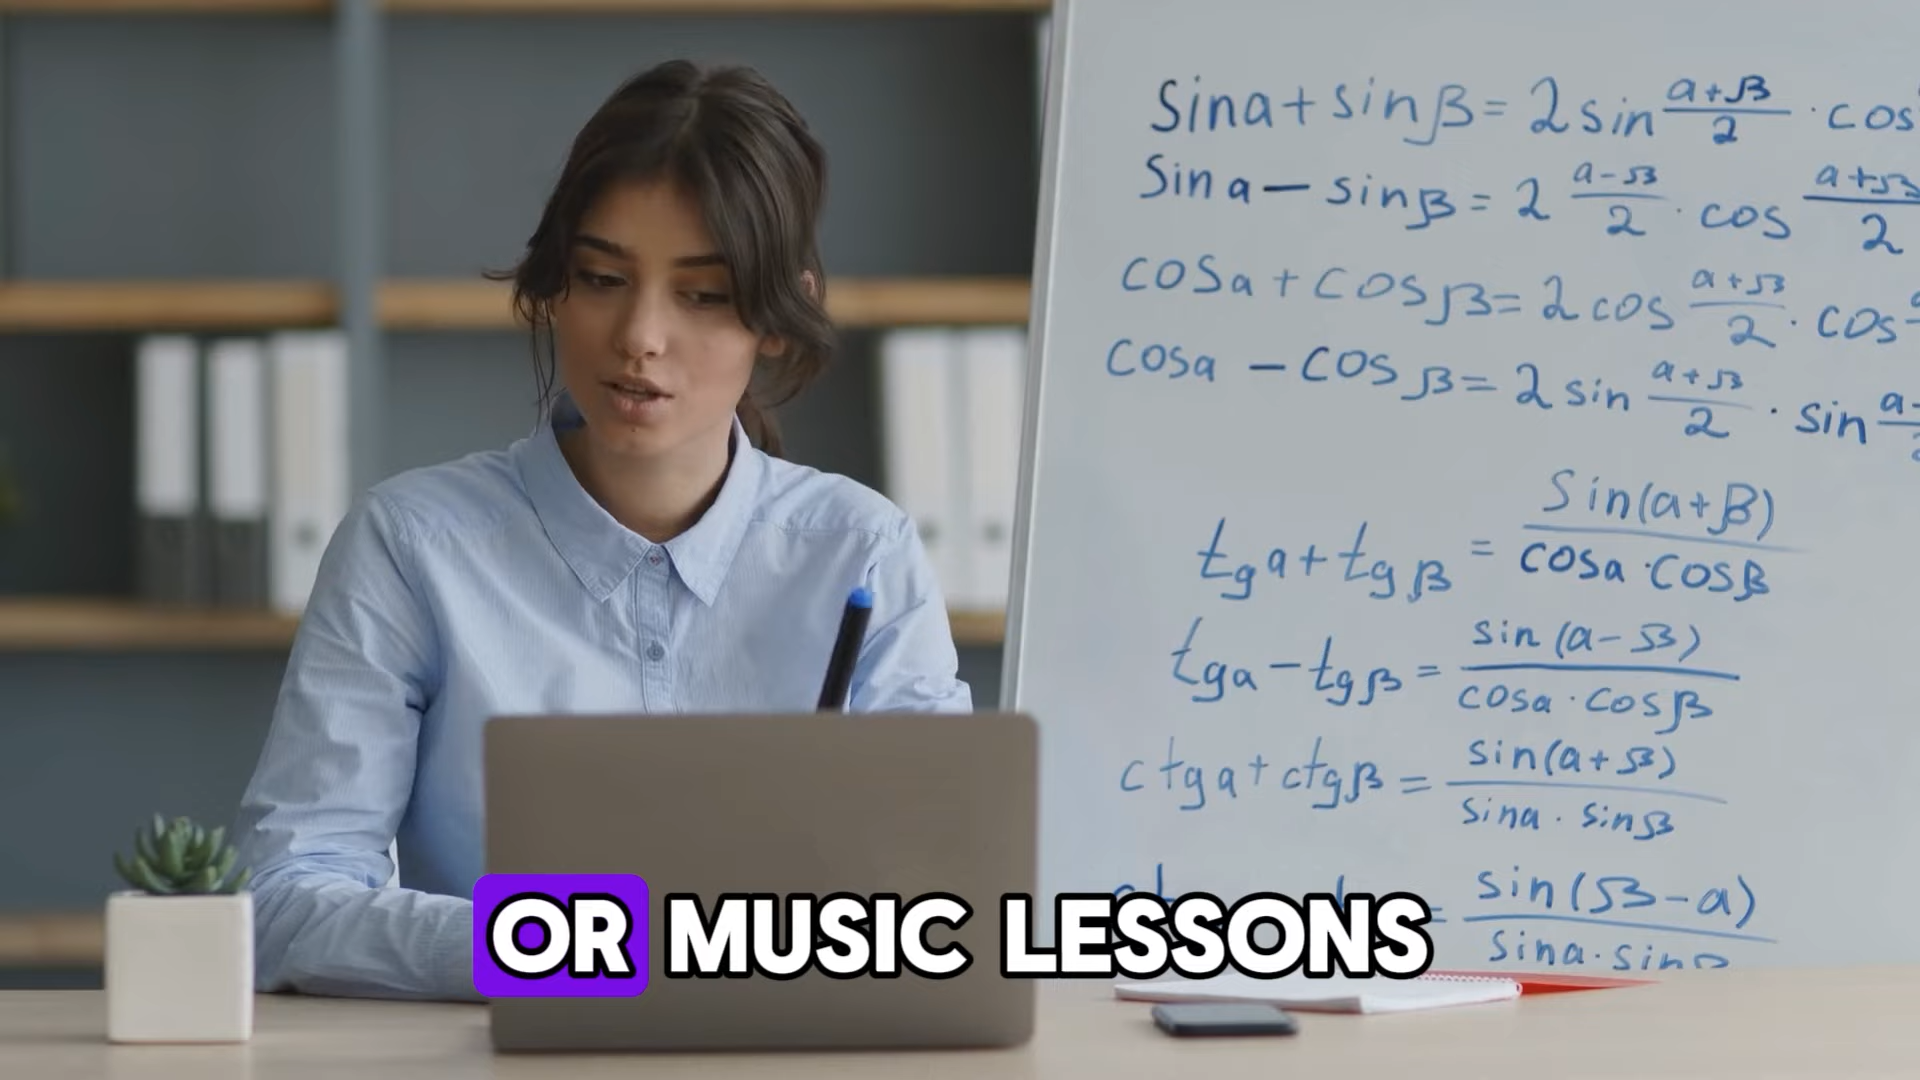 sina+sinβ=2sin a+β/2 · cos
sina−sinβ=2 a-β/2 · cos a+β/2
cosa+cosβ=2cos a+β/2 · cos
cosa−cosβ=2sin a+β/2 · sin
tga+tgβ = sin(a+β)/cosa·cosβ
tga−tgβ = sin(a-β)/cosa·cosβ
ctga+ctgβ = sin(a+β)/sina·sinβ
= sin(β-a)/sina·sin
OR MUSIC LESSONS